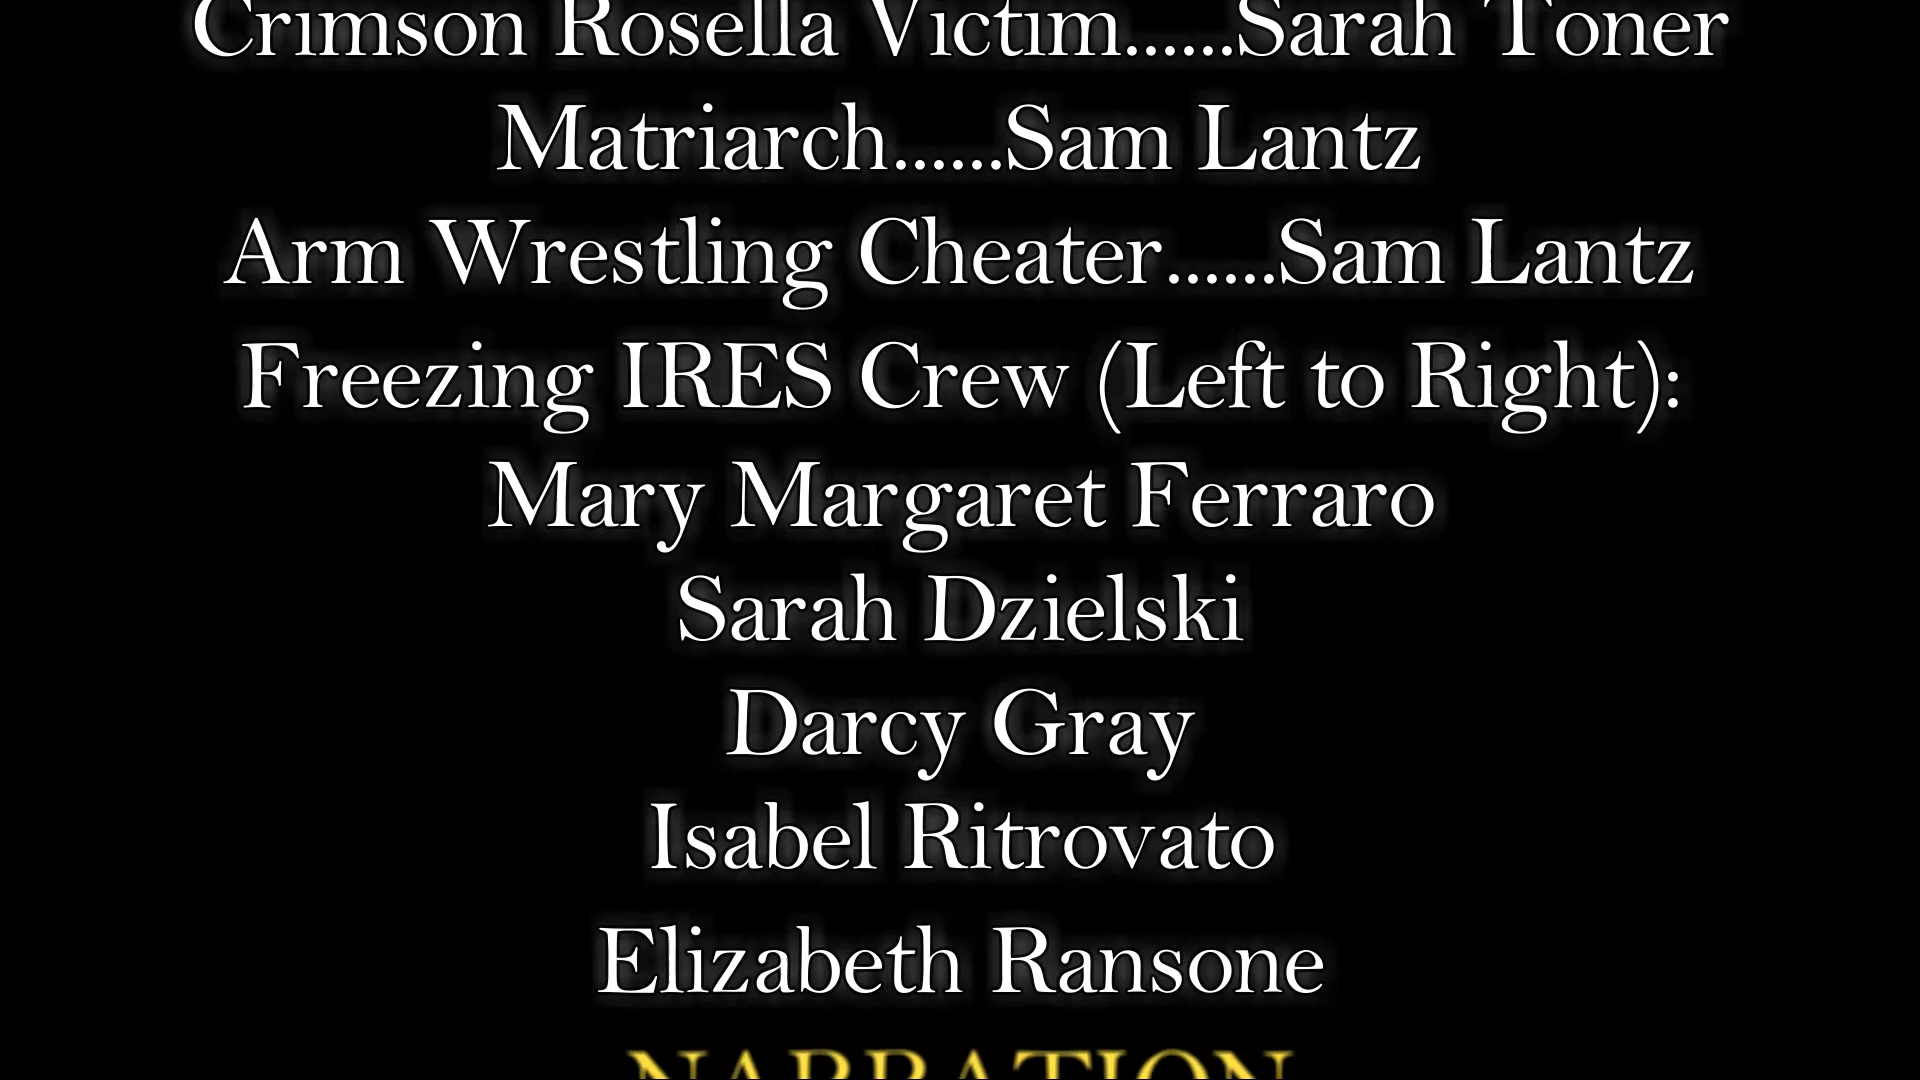 Crimson Rosella Victim......Sarah Toner
Matriarch......Sam Lantz
Arm Wrestling Cheater......Sam Lantz
Freezing IRES Crew (Left to Right):
Mary Margaret Ferraro
Sarah Dzielski
Darcy Gray
Isabel Ritrovato
Elizabeth Ransone
NARRATION